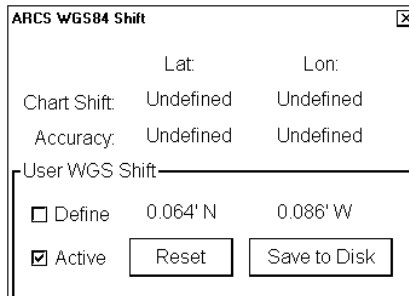 ARCS WGS84 Shift
Lat: Lon:
Chart Shift: Undefined Undefined
Accuracy: Undefined Undefined
User WGS Shift
Define 0.064' N 0.086' W
Active Reset Save to Disk